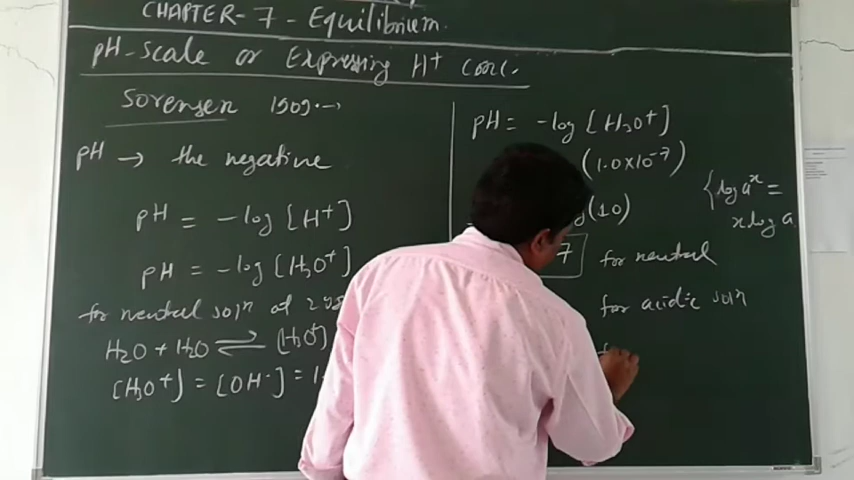 CHAPTER-7-Equilibrium.
pH-scale or Expressing H+ conc.
Sorensen 1909.→
pH → the negative
pH = -log [H+]
pH = -log [H3O+]
for neutral soln at
H2O + H2O ⇌ [H3O+]
[H3O+] = [OH-] = 1.
pH = -log [H3O+]
(1.0×10-7)
(10)
7 for neutral
for acidic soln
{log a^x =
x log a